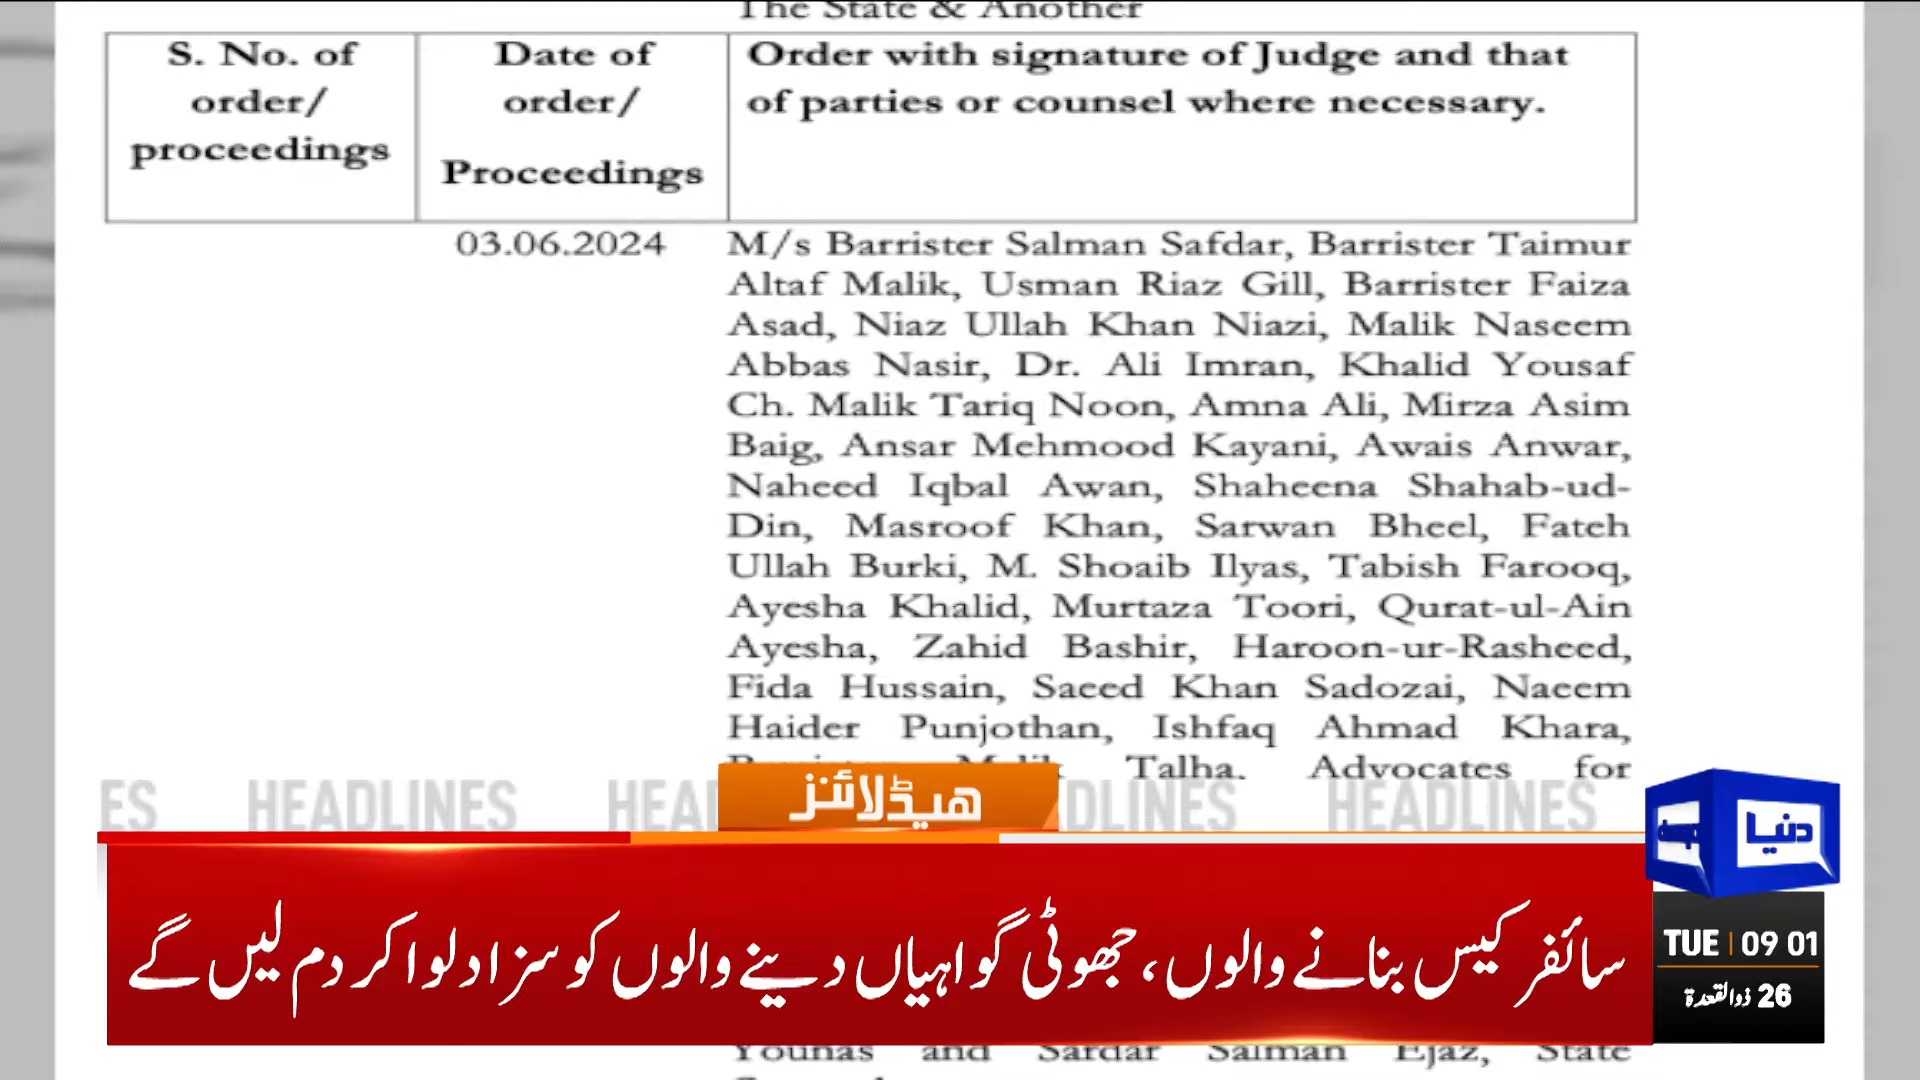 The State & Another
S. No. of
order/
proceedings
Date of
order/
Proceedings
Order with signature of Judge and that
of parties or counsel where necessary.
03.06.2024
M/s Barrister Salman Safdar, Barrister Taimur
Altaf Malik, Usman Riaz Gill, Barrister Faiza
Asad, Niaz Ullah Khan Niazi, Malik Naseem
Abbas Nasir, Dr. Ali Imran, Khalid Yousaf
Ch. Malik Tariq Noon, Amna Ali, Mirza Asim
Baig, Ansar Mehmood Kayani, Awais Anwar,
Naheed Iqbal Awan, Shaheena Shahab-ud-
Din, Masroof Khan, Sarwan Bheel, Fateh
Ullah Burki, M. Shoaib Ilyas, Tabish Farooq,
Ayesha Khalid, Murtaza Toori, Qurat-ul-Ain
Ayesha, Zahid Bashir, Haroon-ur-Rasheed,
Fida Hussain, Saeed Khan Sadozai, Naeem
Haider Punjothan, Ishfaq Ahmad Khara,
Malik Talha, Advocates for
ES HEADLINES HEA DLINES HEADLINES
ہیڈلائنز
دنیا
سائفر کیس بنانے والوں، جھوٹی گواہیاں دینے والوں کو سزا دلوا کر دم لیں گے
TUE | 09 01
26 ذوالقعدة
Younas and Sardar Salman Ejaz, State